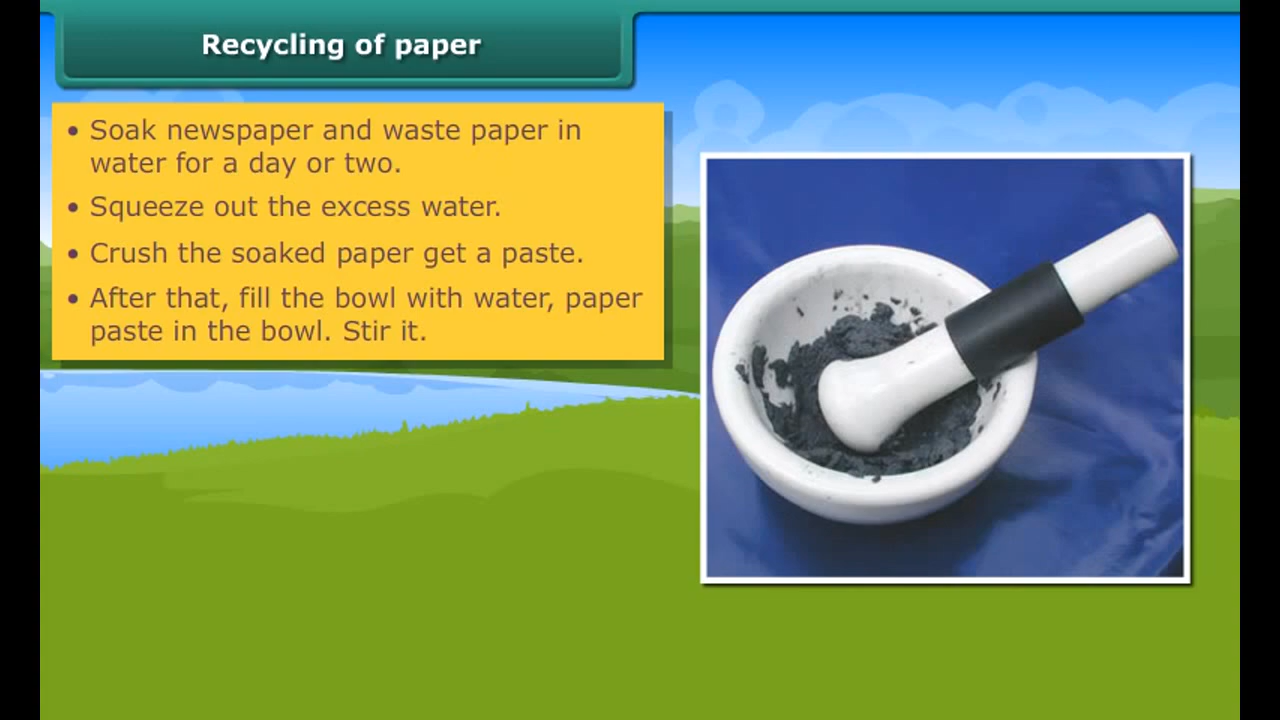 Recycling of paper
• Soak newspaper and waste paper in
water for a day or two.
• Squeeze out the excess water.
• Crush the soaked paper get a paste.
• After that, fill the bowl with water, paper
paste in the bowl. Stir it.